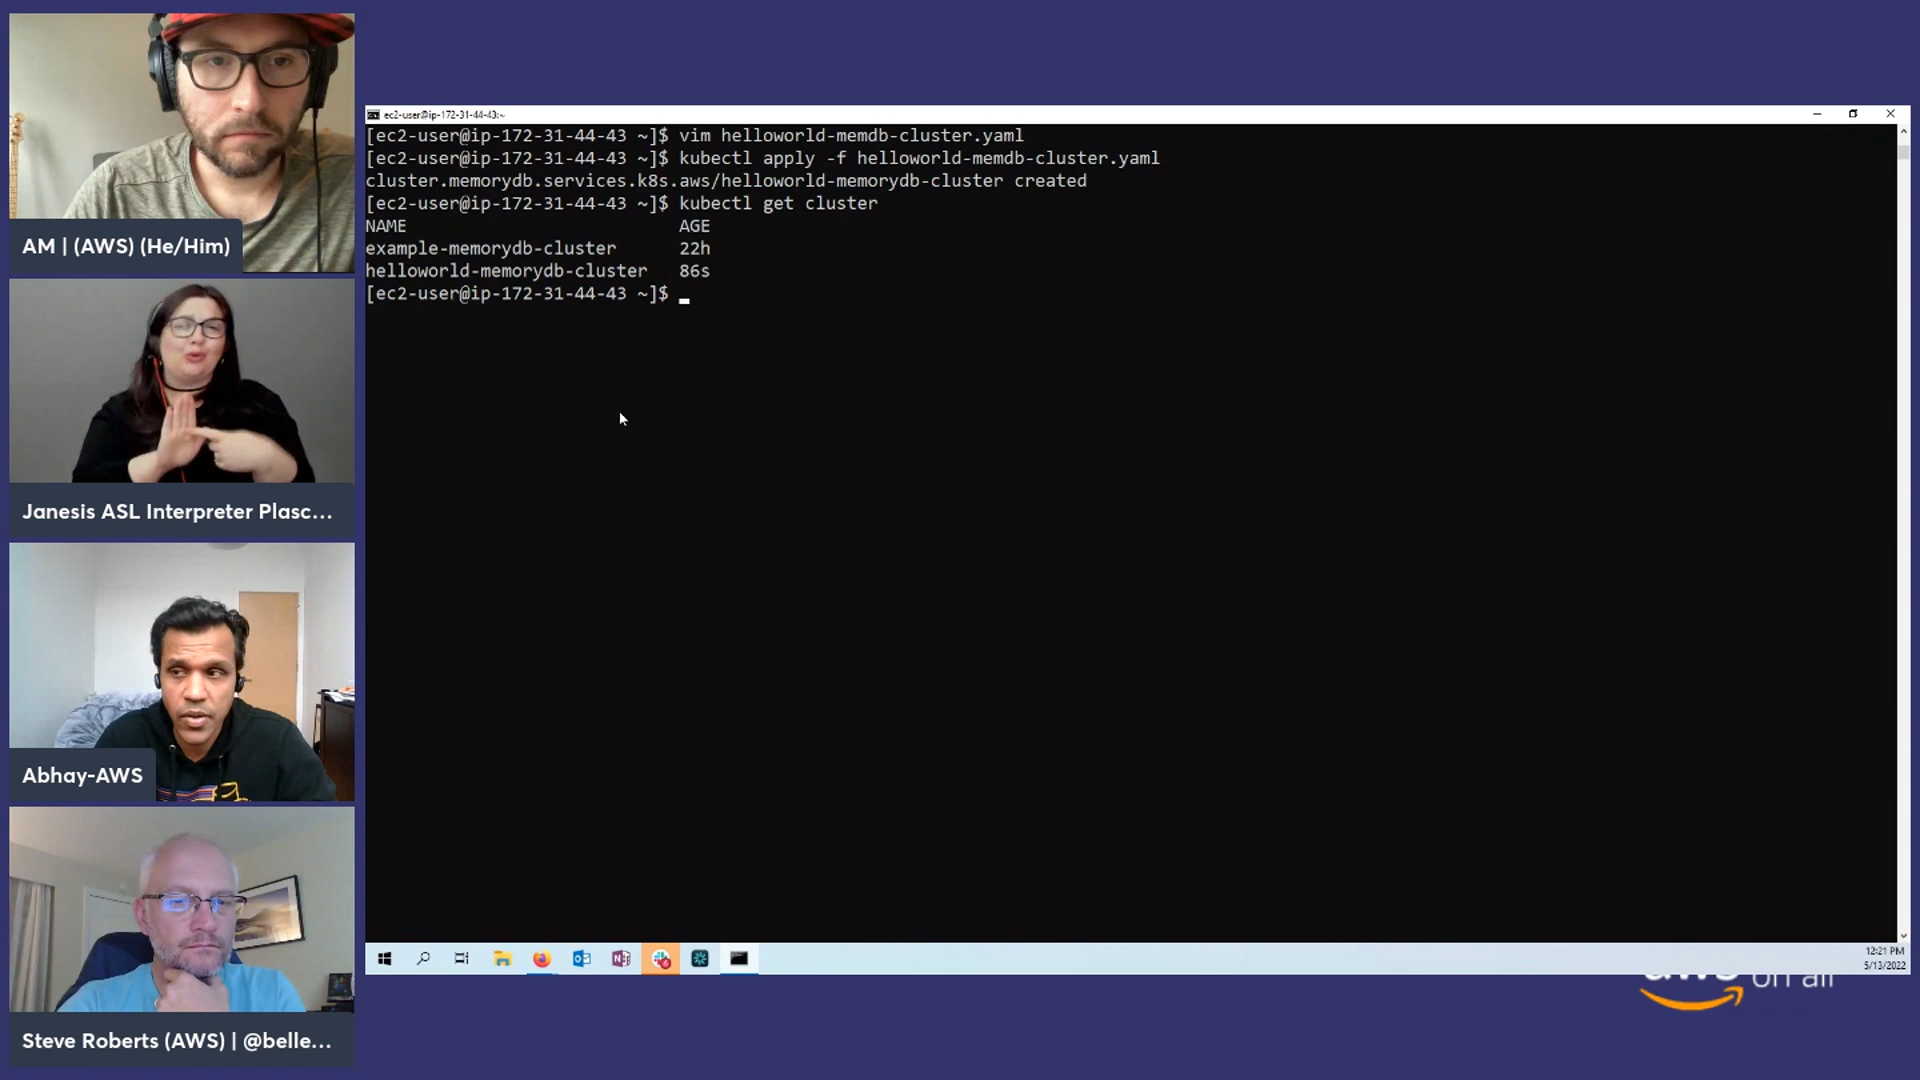 AM | (AWS) (He/Him)
Janesis ASL Interpreter Plasc...
Abhay-AWS
Steve Roberts (AWS) | @belle...
ec2-user@ip-172-31-44-43:~
[ec2-user@ip-172-31-44-43 ~]$ vim helloworld-memdb-cluster.yaml
[ec2-user@ip-172-31-44-43 ~]$ kubectl apply -f helloworld-memdb-cluster.yaml
cluster.memorydb.services.k8s.aws/helloworld-memorydb-cluster created
[ec2-user@ip-172-31-44-43 ~]$ kubectl get cluster
NAME AGE
example-memorydb-cluster 22h
helloworld-memorydb-cluster 86s
[ec2-user@ip-172-31-44-43 ~]$
12:21 PM
5/13/2022
aws on air